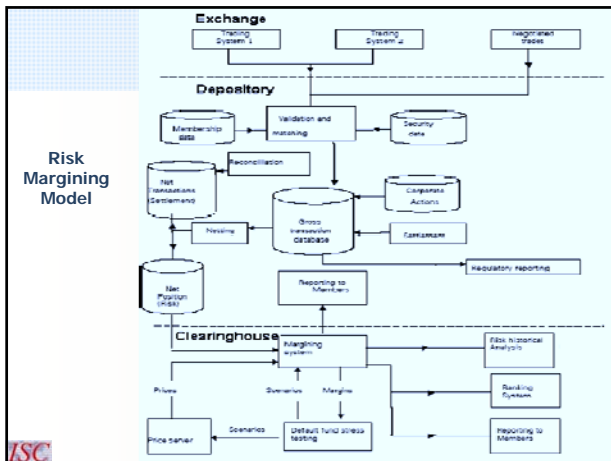 Exchange
Trading
System 1
Trading
System 2
Negotiated
trades
Depository
Membership
data
Validation and
matching
Security
data
Risk
Margining
Model
Reconciliation
Net
Transactions
(Settlement)
Corporate
Actions
Netting
Gross
transaction
database
Settlement
Regulatory reporting
Net
Position
(Risk)
Reporting to
Members
Clearinghouse
Margining
system
Risk historical
Analysis
Prices
Scenarios
Margins
Banking
System
Price server
Scenarios
Default fund stress
testing
Reporting to
Members
ISC